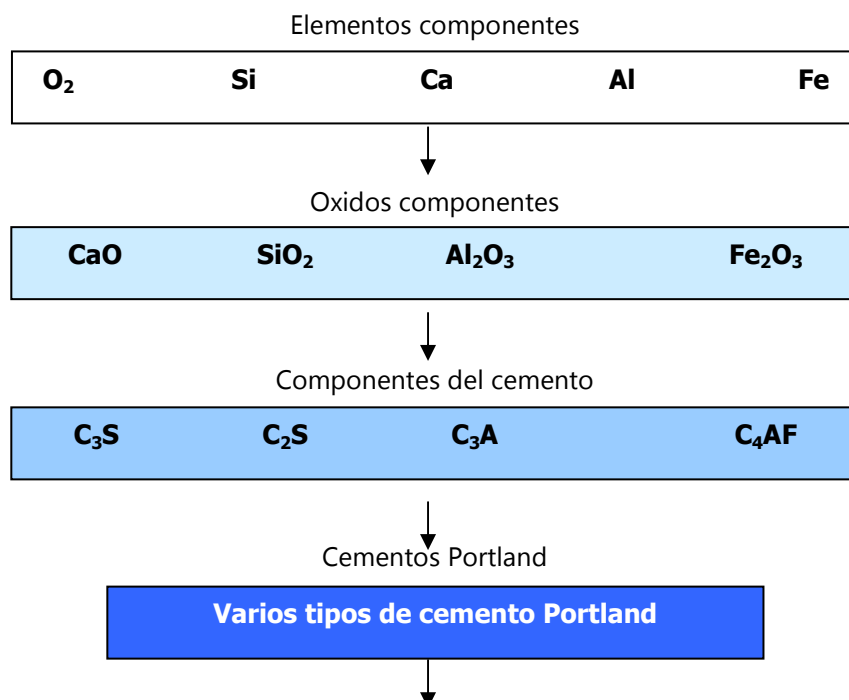 Elementos componentes
O₂ Si Ca Al Fe
Oxidos componentes
CaO SiO₂ Al₂O₃ Fe₂O₃
Componentes del cemento
C₃S C₂S C₃A C₄AF
Cementos Portland
Varios tipos de cemento Portland